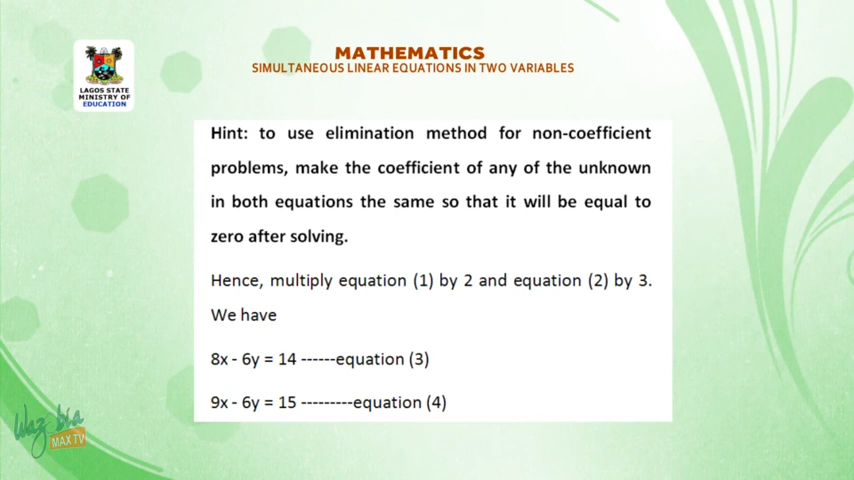 MATHEMATICS
SIMULTANEOUS LINEAR EQUATIONS IN TWO VARIABLES
LAGOS STATE
MINISTRY OF
EDUCATION
Hint: to use elimination method for non-coefficient
problems, make the coefficient of any of the unknown
in both equations the same so that it will be equal to
zero after solving.
Hence, multiply equation (1) by 2 and equation (2) by 3.
We have
8x - 6y = 14 ------equation (3)
9x - 6y = 15 ---------equation (4)
Wazobia
MAX TV